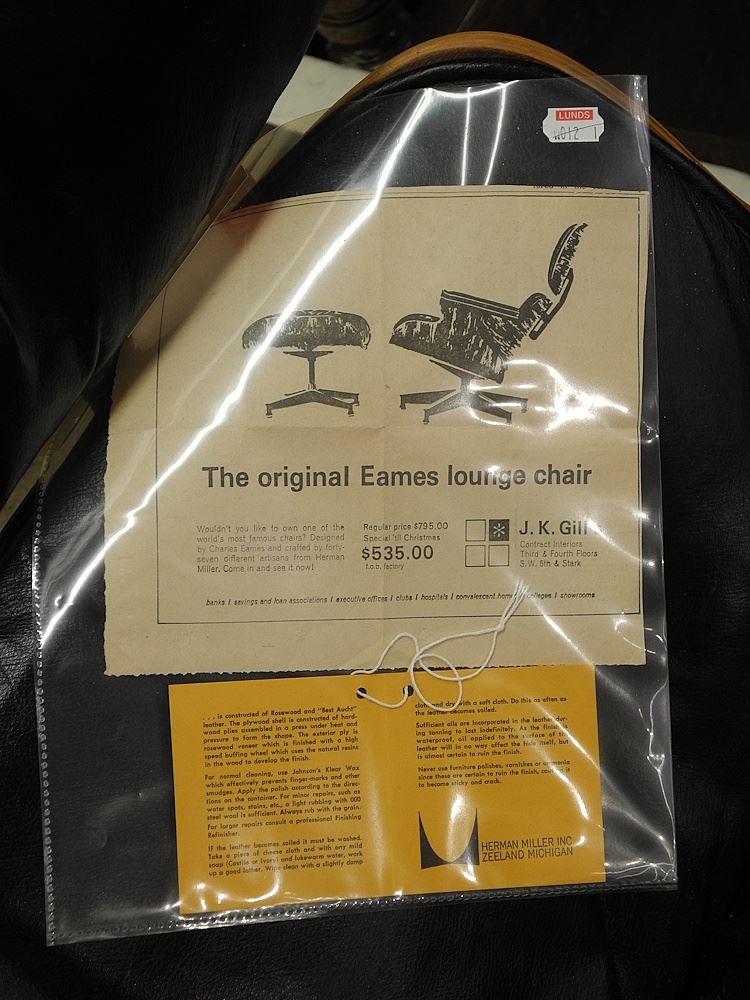 LUNDS
The original Eames lounge chair
Wouldn't you like to own one of the
world's most famous chairs? Designed
by Charles Eames and crafted by forty-
seven different artisans from Herman
Miller. Come in and see it now!
Regular price $795.00
Special 'till Christmas
$535.00
f.o.b. factory
J. K. Gill
Contract Interiors
Third & Fourth Floors
S.W. 5th & Stark
banks / savings and loan associations / executive offices / clubs / hospitals / convalescent homes / colleges / showrooms
. . . is constructed of Rosewood and "Best Aucht"
leather. The plywood shell is constructed of hard-
wood plies assembled in a press under heat and
pressure to form the shape. The exterior ply is
rosewood veneer which is finished with a high
speed buffing wheel which uses the natural resins
in the wood to develop the finish.
For normal cleaning, use Johnson's Klear Wax
which effectively prevents finger-marks and other
smudges. Apply the polish according to the direc-
tions on the container. For minor repairs, such as
water spots, stains, etc., a light rubbing with 000
steel wool is sufficient. Always rub with the grain.
For larger repairs consult a professional Finishing
Refinisher.
If the leather becomes soiled it must be washed.
Take a piece of cheese cloth and with any mild
soap (Castile or Ivory) and lukewarm water, work
up a good lather. Wipe clean with a slightly damp
cloth and dry with a soft cloth. Do this as often as
the leather becomes soiled.
Sufficient oils are incorporated in the leather dur-
ing tanning to last indefinitely. As the finish is
waterproof, oil applied to the surface of the
leather will in no way affect the hide itself, but
is almost certain to ruin the finish.
Never use furniture polishes, varnishes or ammonia
since these are certain to ruin the finish, causing it
to become sticky and crack.
HERMAN MILLER INC
ZEELAND MICHIGAN